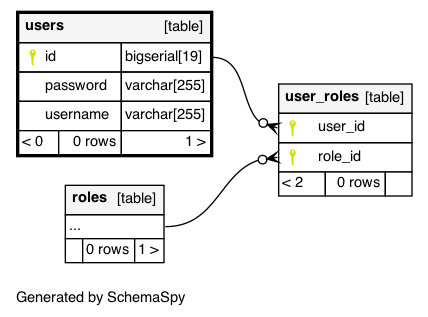 users [table]
id bigserial[19]
password varchar[255]
username varchar[255]
< 0 0 rows 1 >
user_roles [table]
user_id
role_id
< 2 0 rows
roles [table]
...
0 rows 1 >
Generated by SchemaSpy